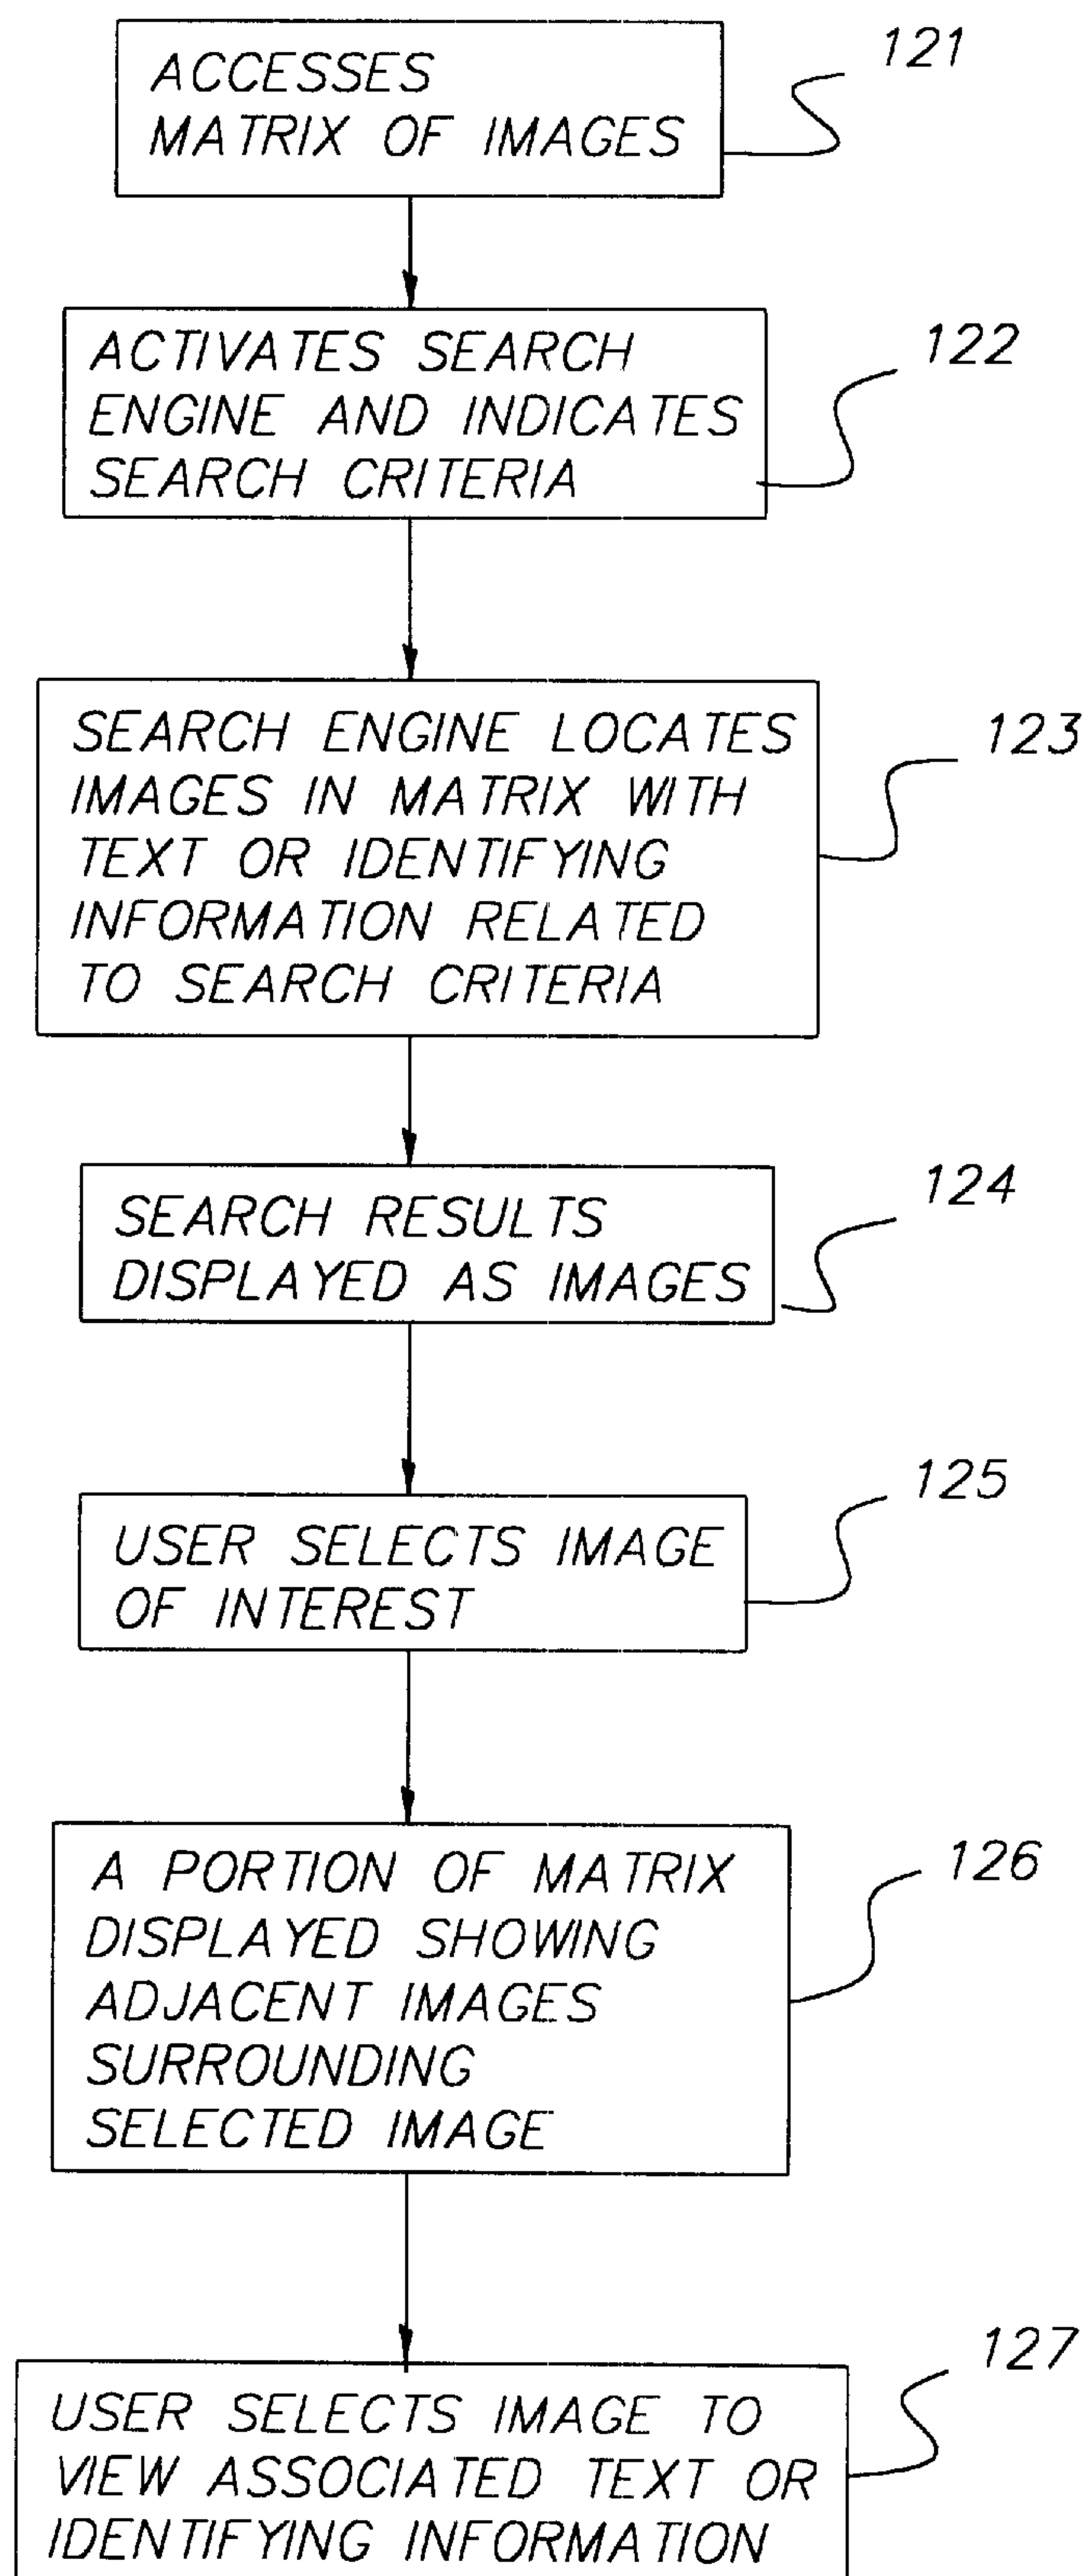 ACCESSES
MATRIX OF IMAGES
121
ACTIVATES SEARCH
ENGINE AND INDICATES
SEARCH CRITERIA
122
SEARCH ENGINE LOCATES
IMAGES IN MATRIX WITH
TEXT OR IDENTIFYING
INFORMATION RELATED
TO SEARCH CRITERIA
123
SEARCH RESULTS
DISPLAYED AS IMAGES
124
USER SELECTS IMAGE
OF INTEREST
125
A PORTION OF MATRIX
DISPLAYED SHOWING
ADJACENT IMAGES
SURROUNDING
SELECTED IMAGE
126
USER SELECTS IMAGE TO
VIEW ASSOCIATED TEXT OR
IDENTIFYING INFORMATION
127